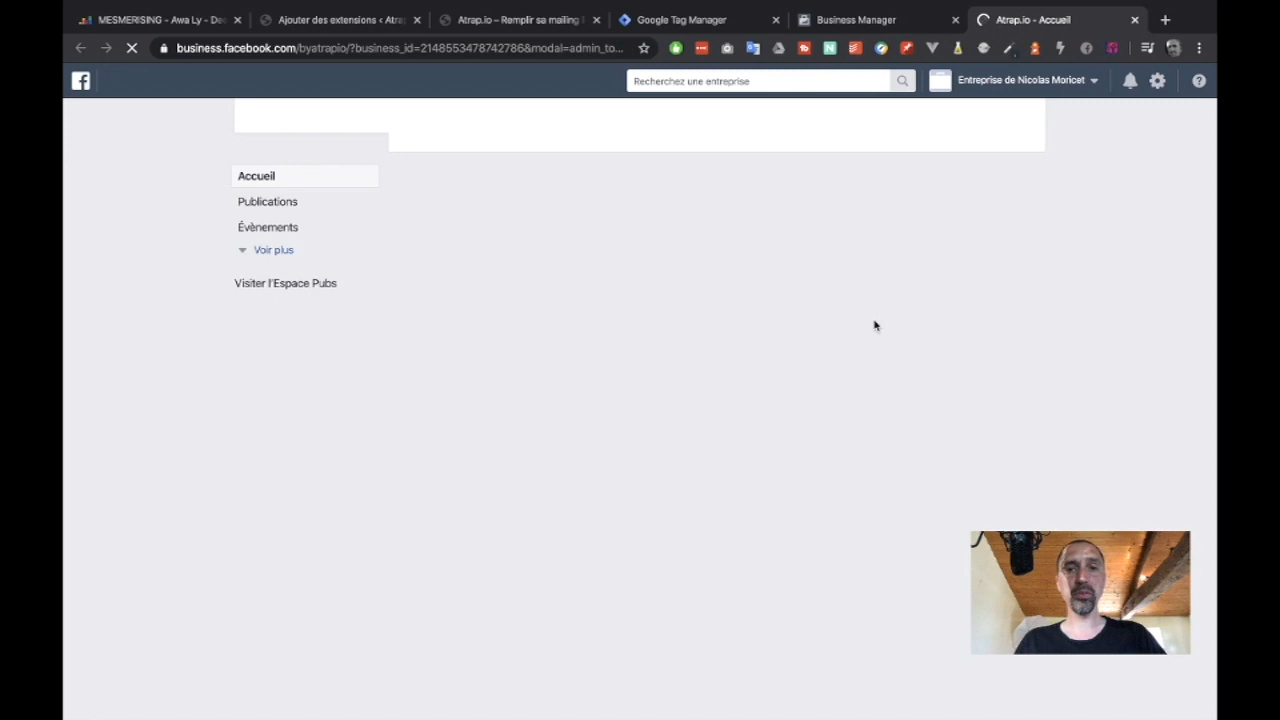 MESMERISING - Awa Ly - De
Ajouter des extensions ‹ Atrap
Atrap.io – Remplir sa mailing
Google Tag Manager
Business Manager
Atrap.io - Accueil
business.facebook.com/byatrapio/?business_id=2148553478742786&modal=admin_to...
Recherchez une entreprise
Entreprise de Nicolas Moricet
Accueil
Publications
Évènements
Voir plus
Visiter l'Espace Pubs